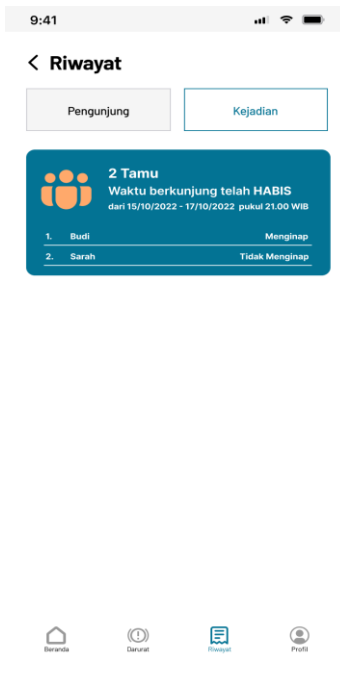 9:41
Riwayat
Pengunjung
Kejadian
2 Tamu
Waktu berkunjung telah HABIS
dari 15/10/2022 - 17/10/2022 pukul 21.00 WIB
1. Budi Menginap
2. Sarah Tidak Menginap
Beranda Darurat Riwayat Profil